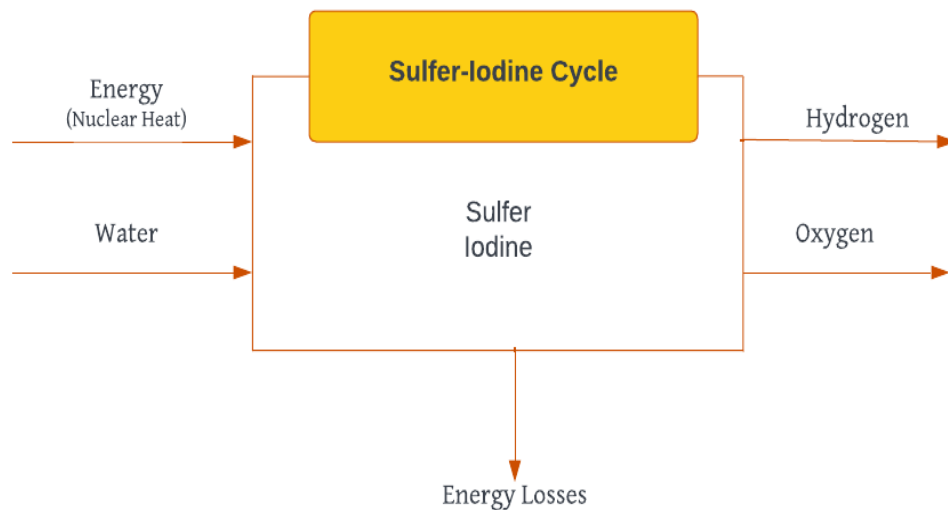 Sulfer-Iodine Cycle
Energy
(Nuclear Heat)
Hydrogen
Sulfer
Iodine
Water
Oxygen
Energy Losses